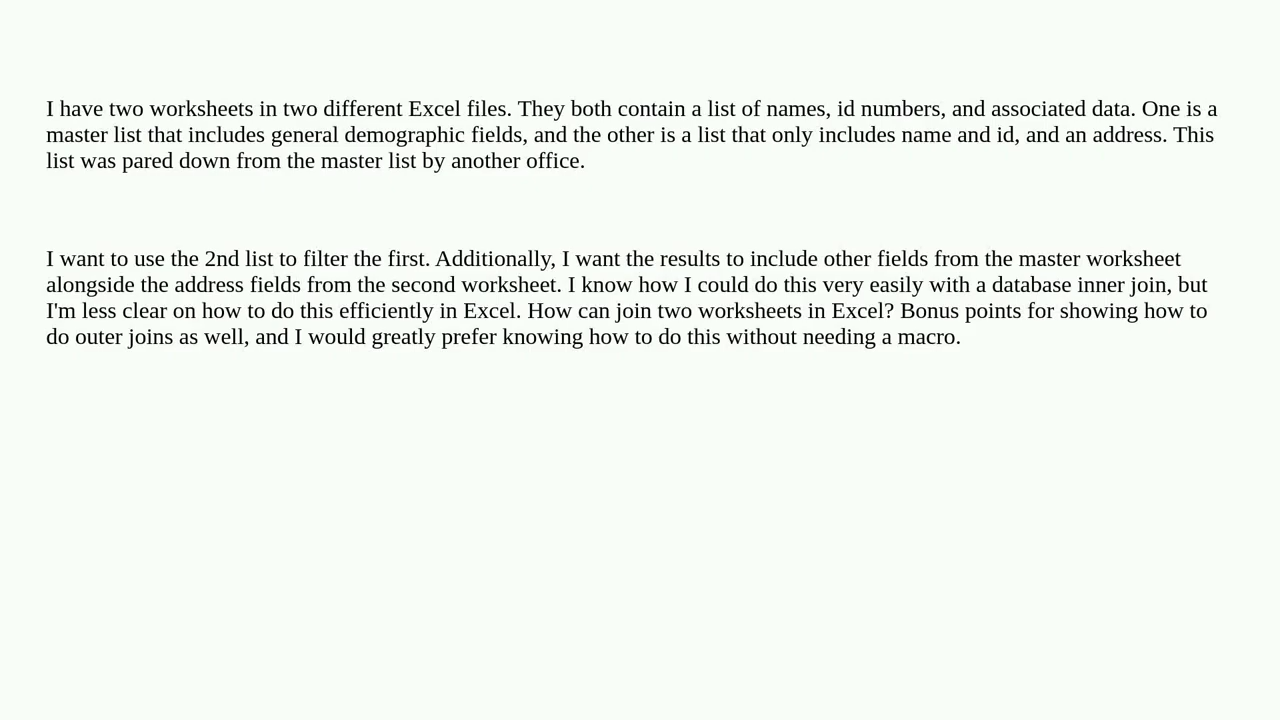 I have two worksheets in two different Excel files. They both contain a list of names, id numbers, and associated data. One is a
master list that includes general demographic fields, and the other is a list that only includes name and id, and an address. This
list was pared down from the master list by another office.
I want to use the 2nd list to filter the first. Additionally, I want the results to include other fields from the master worksheet
alongside the address fields from the second worksheet. I know how I could do this very easily with a database inner join, but
I'm less clear on how to do this efficiently in Excel. How can join two worksheets in Excel? Bonus points for showing how to
do outer joins as well, and I would greatly prefer knowing how to do this without needing a macro.